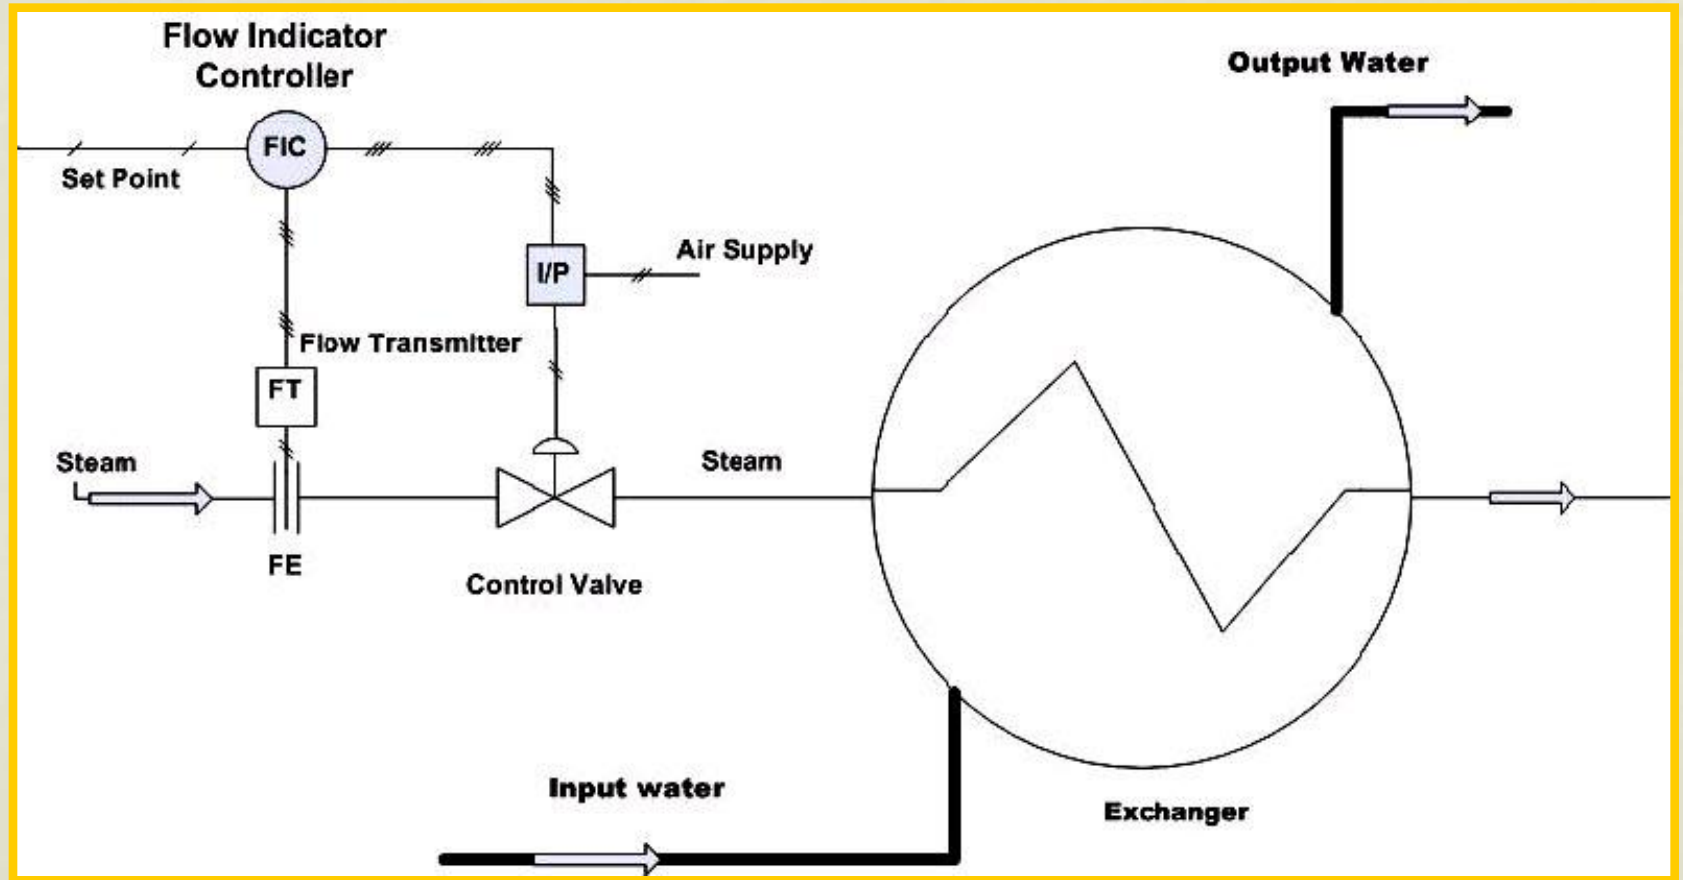 Flow Indicator
Controller
Output Water
FIC
Set Point
Air Supply
I/P
Flow Transmitter
FT
Steam
Steam
FE
Control Valve
Input water
Exchanger